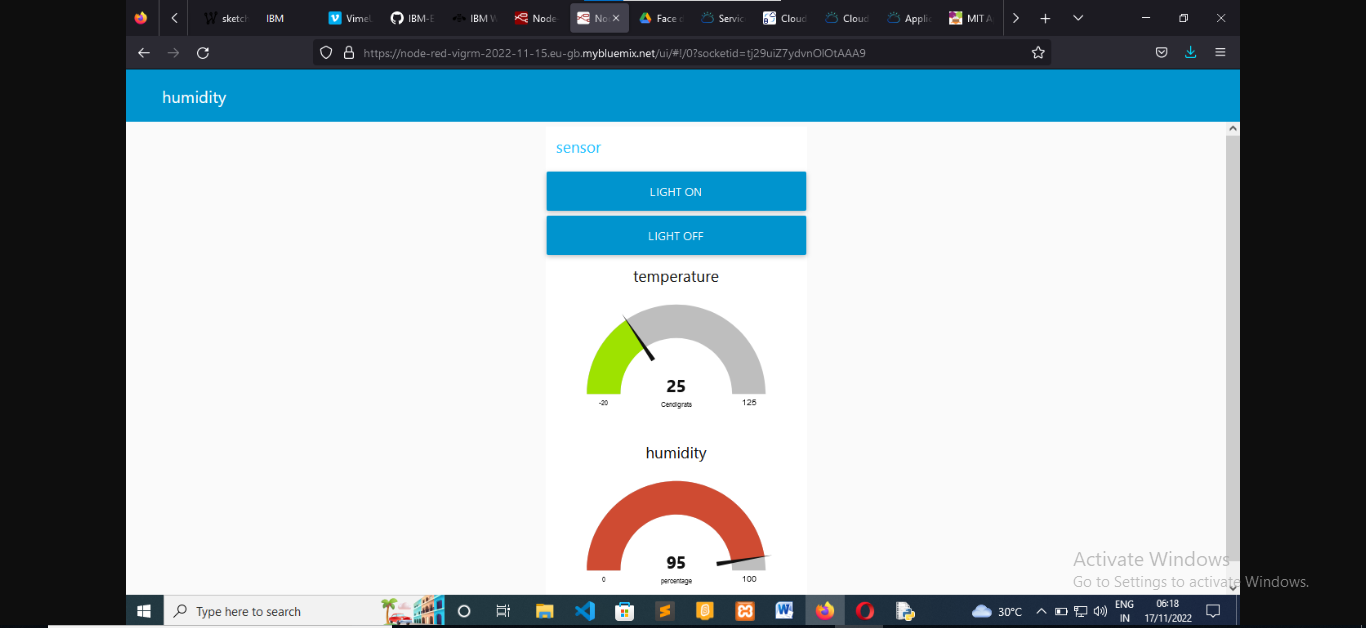 sketch
IBM
Vime
IBM-E
IBM W
Node
No
Face o
Servic
Cloud
Cloud
Applic
MIT A
https://node-red-vigrm-2022-11-15.eu-gb.mybluemix.net/ui/#!/0?socketid=tj29uiZ7ydvnOIOtAAA9
humidity
sensor
LIGHT ON
LIGHT OFF
temperature
25
-20
Cendigrats
125
humidity
95
0
percentage
100
Activate Windows
Go to Settings to activate Windows.
Type here to search
30°C
ENG
IN
06:18
17/11/2022